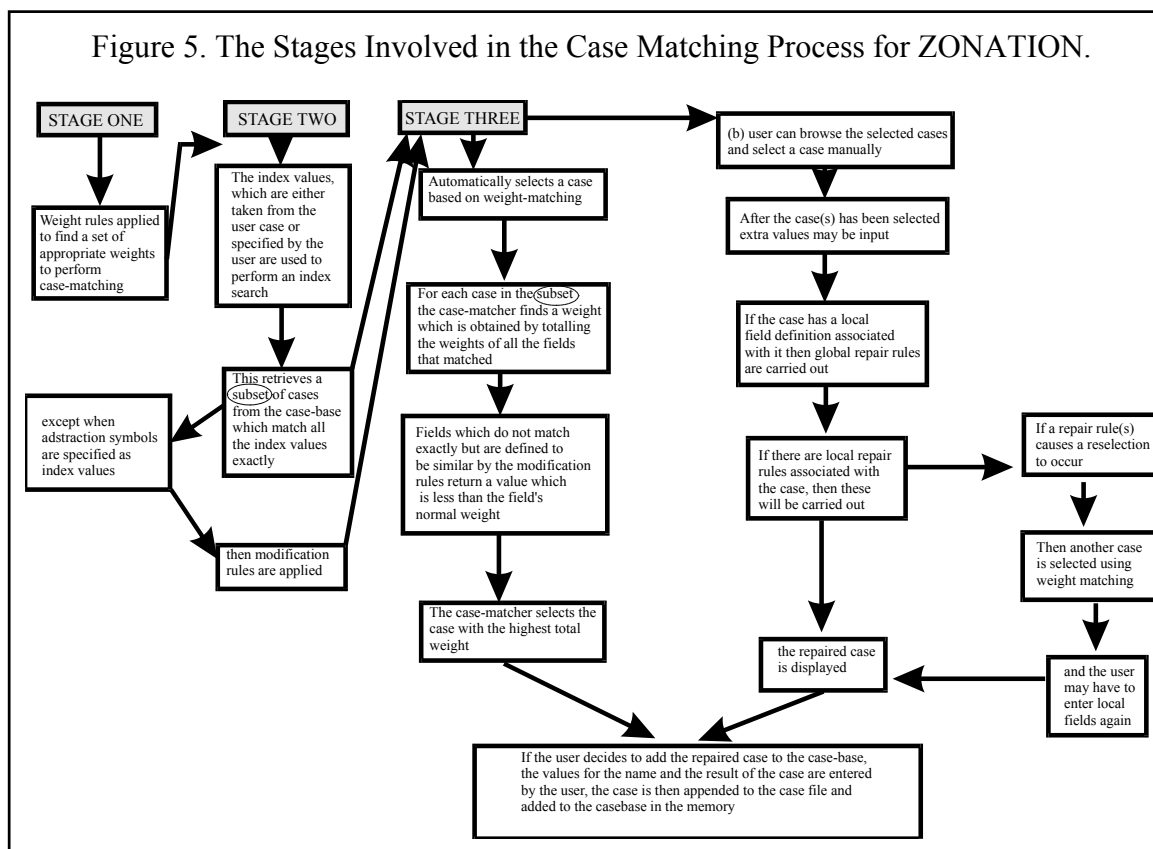 Figure 5. The Stages Involved in the Case Matching Process for ZONATION.
STAGE ONE
Weight rules applied
to find a set of
appropriate weights
to perform
case-matching
STAGE TWO
The index values,
which are either
taken from the
user case or
specified by the
user are used to
perform an index
search
This retrieves a
subset of cases
from the case-base
which match all
the index values
exactly
except when
adstraction symbols
are specified as
index values
then modification
rules are applied
STAGE THREE
Automatically selects a case
based on weight-matching
For each case in the subset
the case-matcher finds a weight
which is obtained by totalling
the weights of all the fields
that matched
Fields which do not match
exactly but are defined to
be similar by the modification
rules return a value which
is less than the field's
normal weight
The case-matcher selects the
case with the highest total
weight
(b) user can browse the selected cases
and select a case manually
After the case(s) has been selected
extra values may be input
If the case has a local
field definition associated
with it then global repair rules
are carried out
If there are local repair
rules associated with
the case, then these
will be carried out
If a repair rule(s)
causes a reselection
to occur
Then another case
is selected using
weight matching
and the user
may have to
enter local
fields again
the repaired case
is displayed
If the user decides to add the repaired case to the case-base,
the values for the name and the result of the case are entered
by the user, the case is then appended to the case file and
added to the casebase in the memory